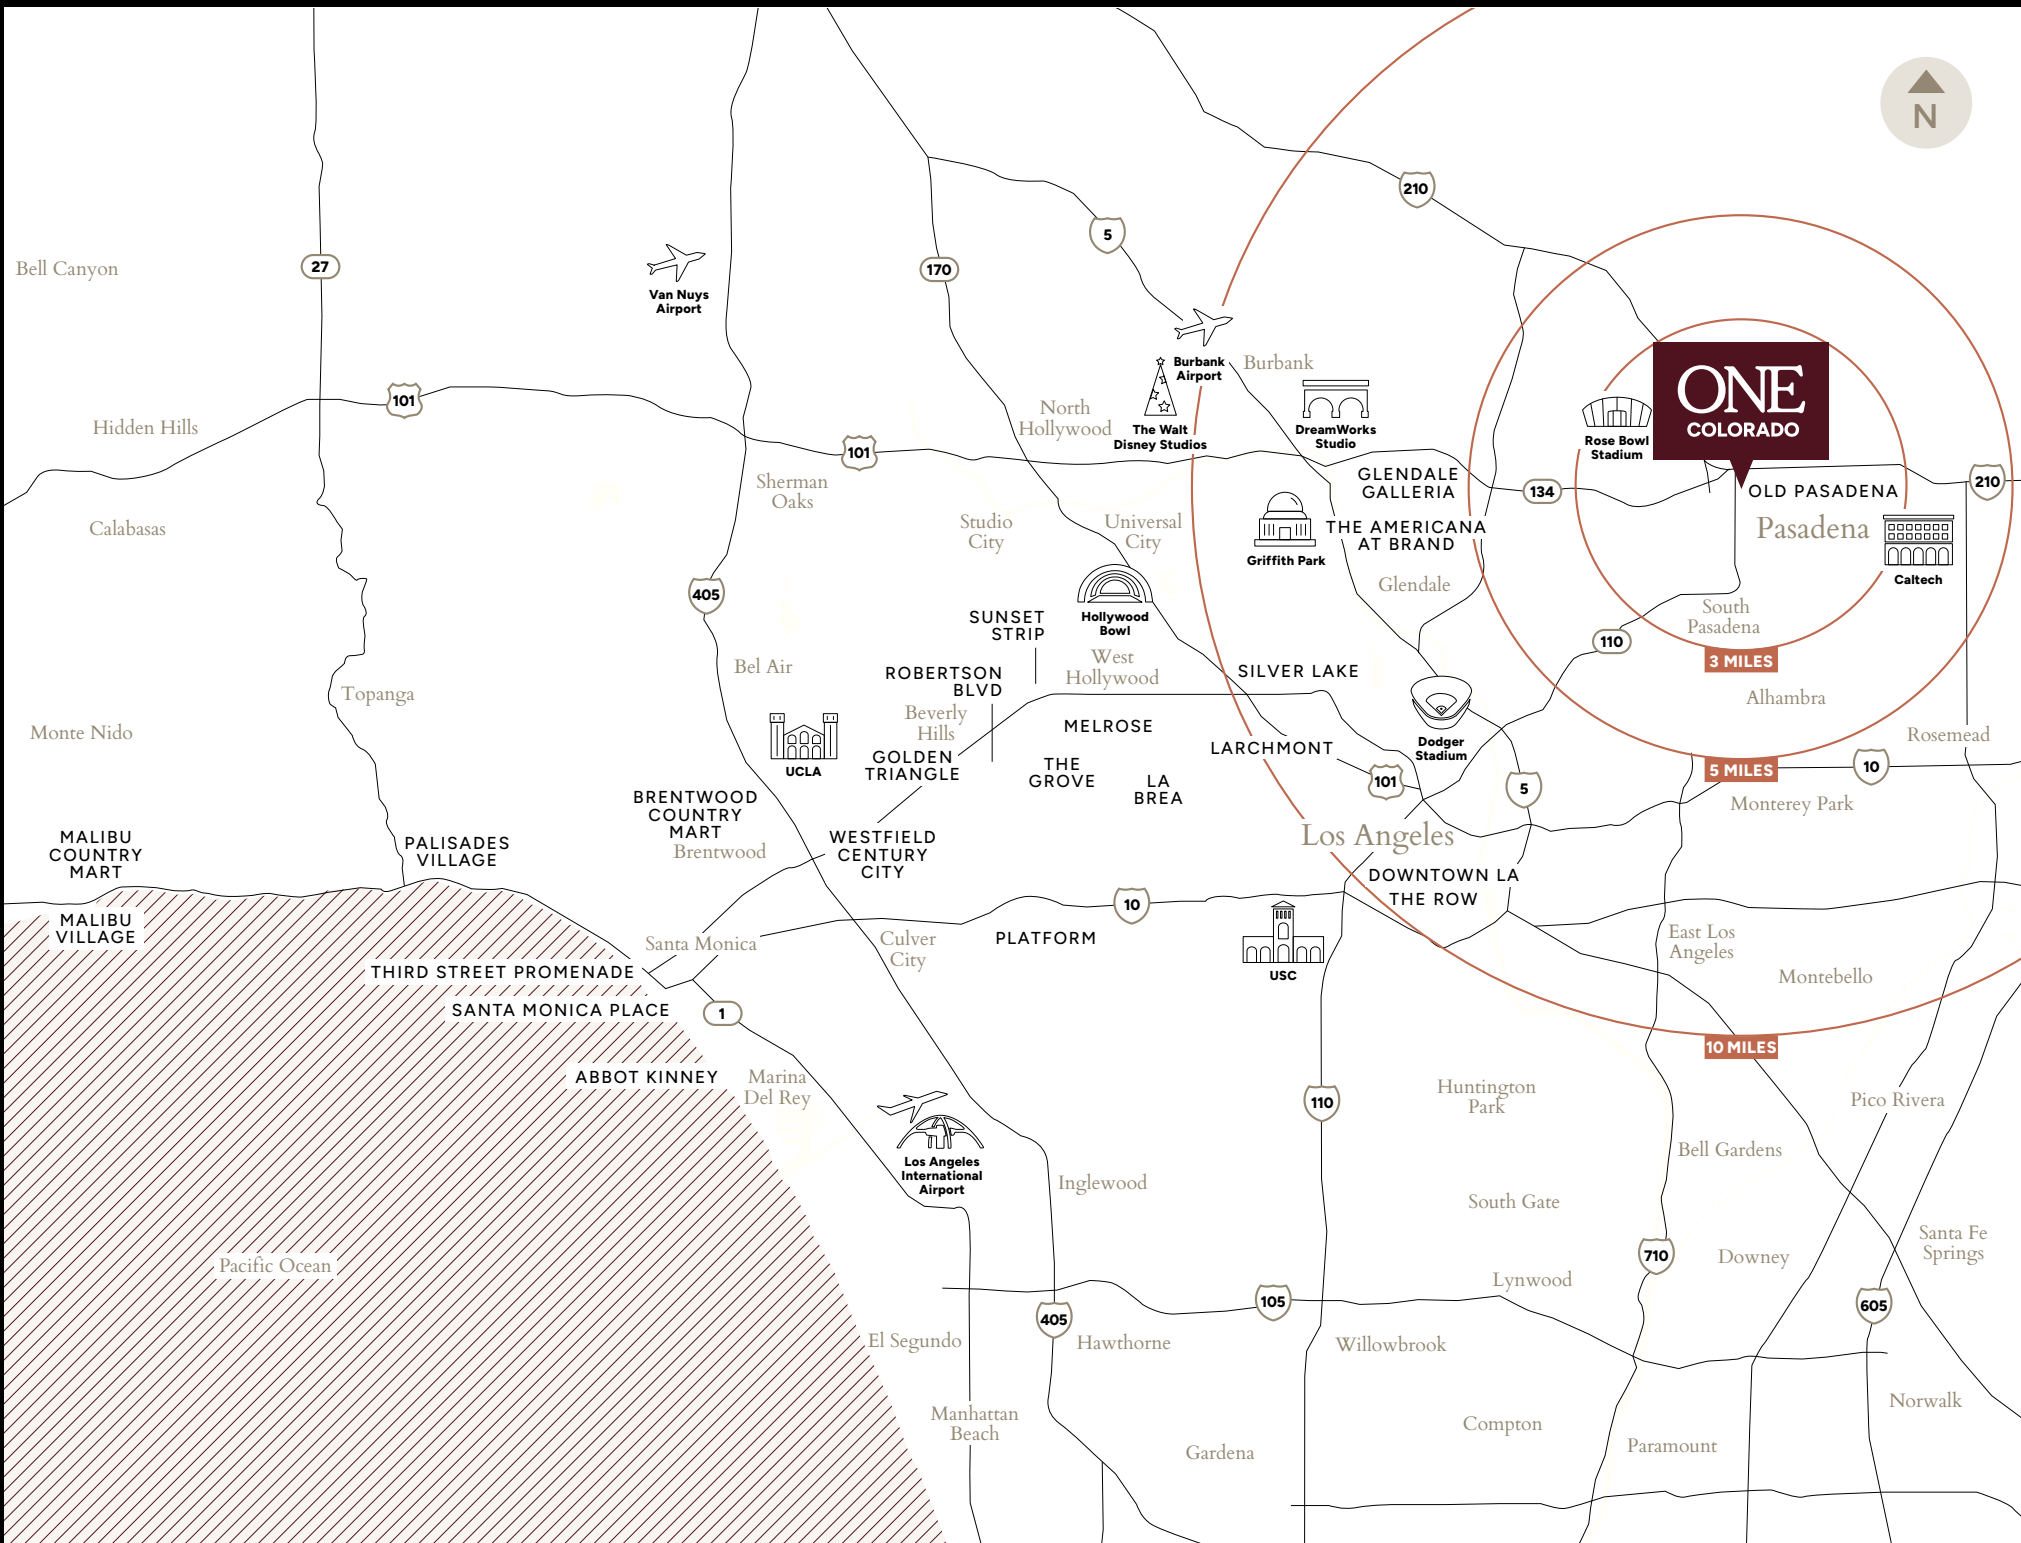 N
210
5
27
170
Bell Canyon
Van Nuys
Airport
Burbank
Airport
Burbank
ONE
COLORADO
101
Hidden Hills
North
Hollywood
The Walt
Disney Studios
DreamWorks
Studio
Rose Bowl
Stadium
101
Sherman
Oaks
GLENDALE
GALLERIA
134
OLD PASADENA
210
Calabasas
Studio
City
Universal
City
Griffith Park
THE AMERICANA
AT BRAND
Pasadena
Caltech
Glendale
405
SUNSET
STRIP
Hollywood
Bowl
South
Pasadena
110
3 MILES
Bel Air
ROBERTSON
BLVD
West
Hollywood
SILVER LAKE
Topanga
Alhambra
Monte Nido
Beverly
Hills
MELROSE
LARCHMONT
Dodger
Stadium
Rosemead
UCLA
GOLDEN
TRIANGLE
THE
GROVE
LA
BREA
101
5
5 MILES
10
Monterey Park
BRENTWOOD
COUNTRY
MART
Brentwood
WESTFIELD
CENTURY
CITY
Los Angeles
MALIBU
COUNTRY
MART
PALISADES
VILLAGE
DOWNTOWN LA
THE ROW
MALIBU
VILLAGE
10
Santa Monica
Culver
City
PLATFORM
USC
East Los
Angeles
Montebello
THIRD STREET PROMENADE
SANTA MONICA PLACE
1
10 MILES
ABBOT KINNEY
Marina
Del Rey
Huntington
Park
110
Pico Rivera
Los Angeles
International
Airport
Inglewood
Bell Gardens
South Gate
Pacific Ocean
710
Downey
Santa Fe
Springs
Lynwood
105
405
605
El Segundo
Hawthorne
Willowbrook
Manhattan
Beach
Gardena
Compton
Paramount
Norwalk